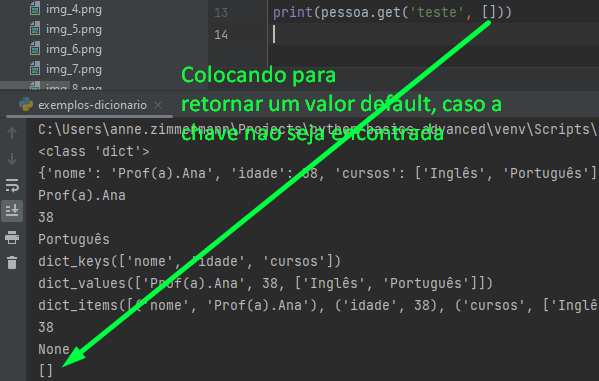 img_4.png
img_5.png
img_6.png
img_7.png
img_8.png
13 print(pessoa.get('teste', []))
14
Colocando para
retornar um valor default, caso a
chave não seja encontrada
exemplos-dicionario ×
C:\Users\anne.zimmermann\Projects\python-basics-advanced\venv\Scripts\
<class 'dict'>
{'nome': 'Prof(a).Ana', 'idade': 38, 'cursos': ['Inglês', 'Português']
Prof(a).Ana
38
Português
dict_keys(['nome', 'idade', 'cursos'])
dict_values(['Prof(a).Ana', 38, ['Inglês', 'Português']])
dict_items([('nome', 'Prof(a).Ana'), ('idade', 38), ('cursos', ['Inglê
38
None
[]